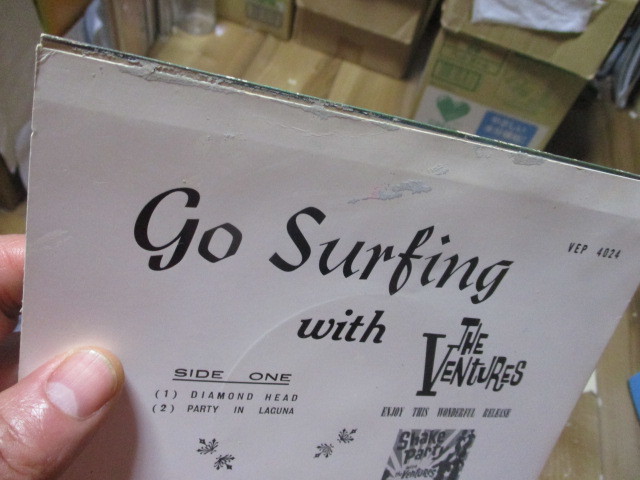 Go Surfing
VEP 4024
with THE VENTURES
SIDE ONE
(1) DIAMOND HEAD
(2) PARTY IN LAGUNA
ENJOY THIS WONDERFUL RELEASE
Shake
Party